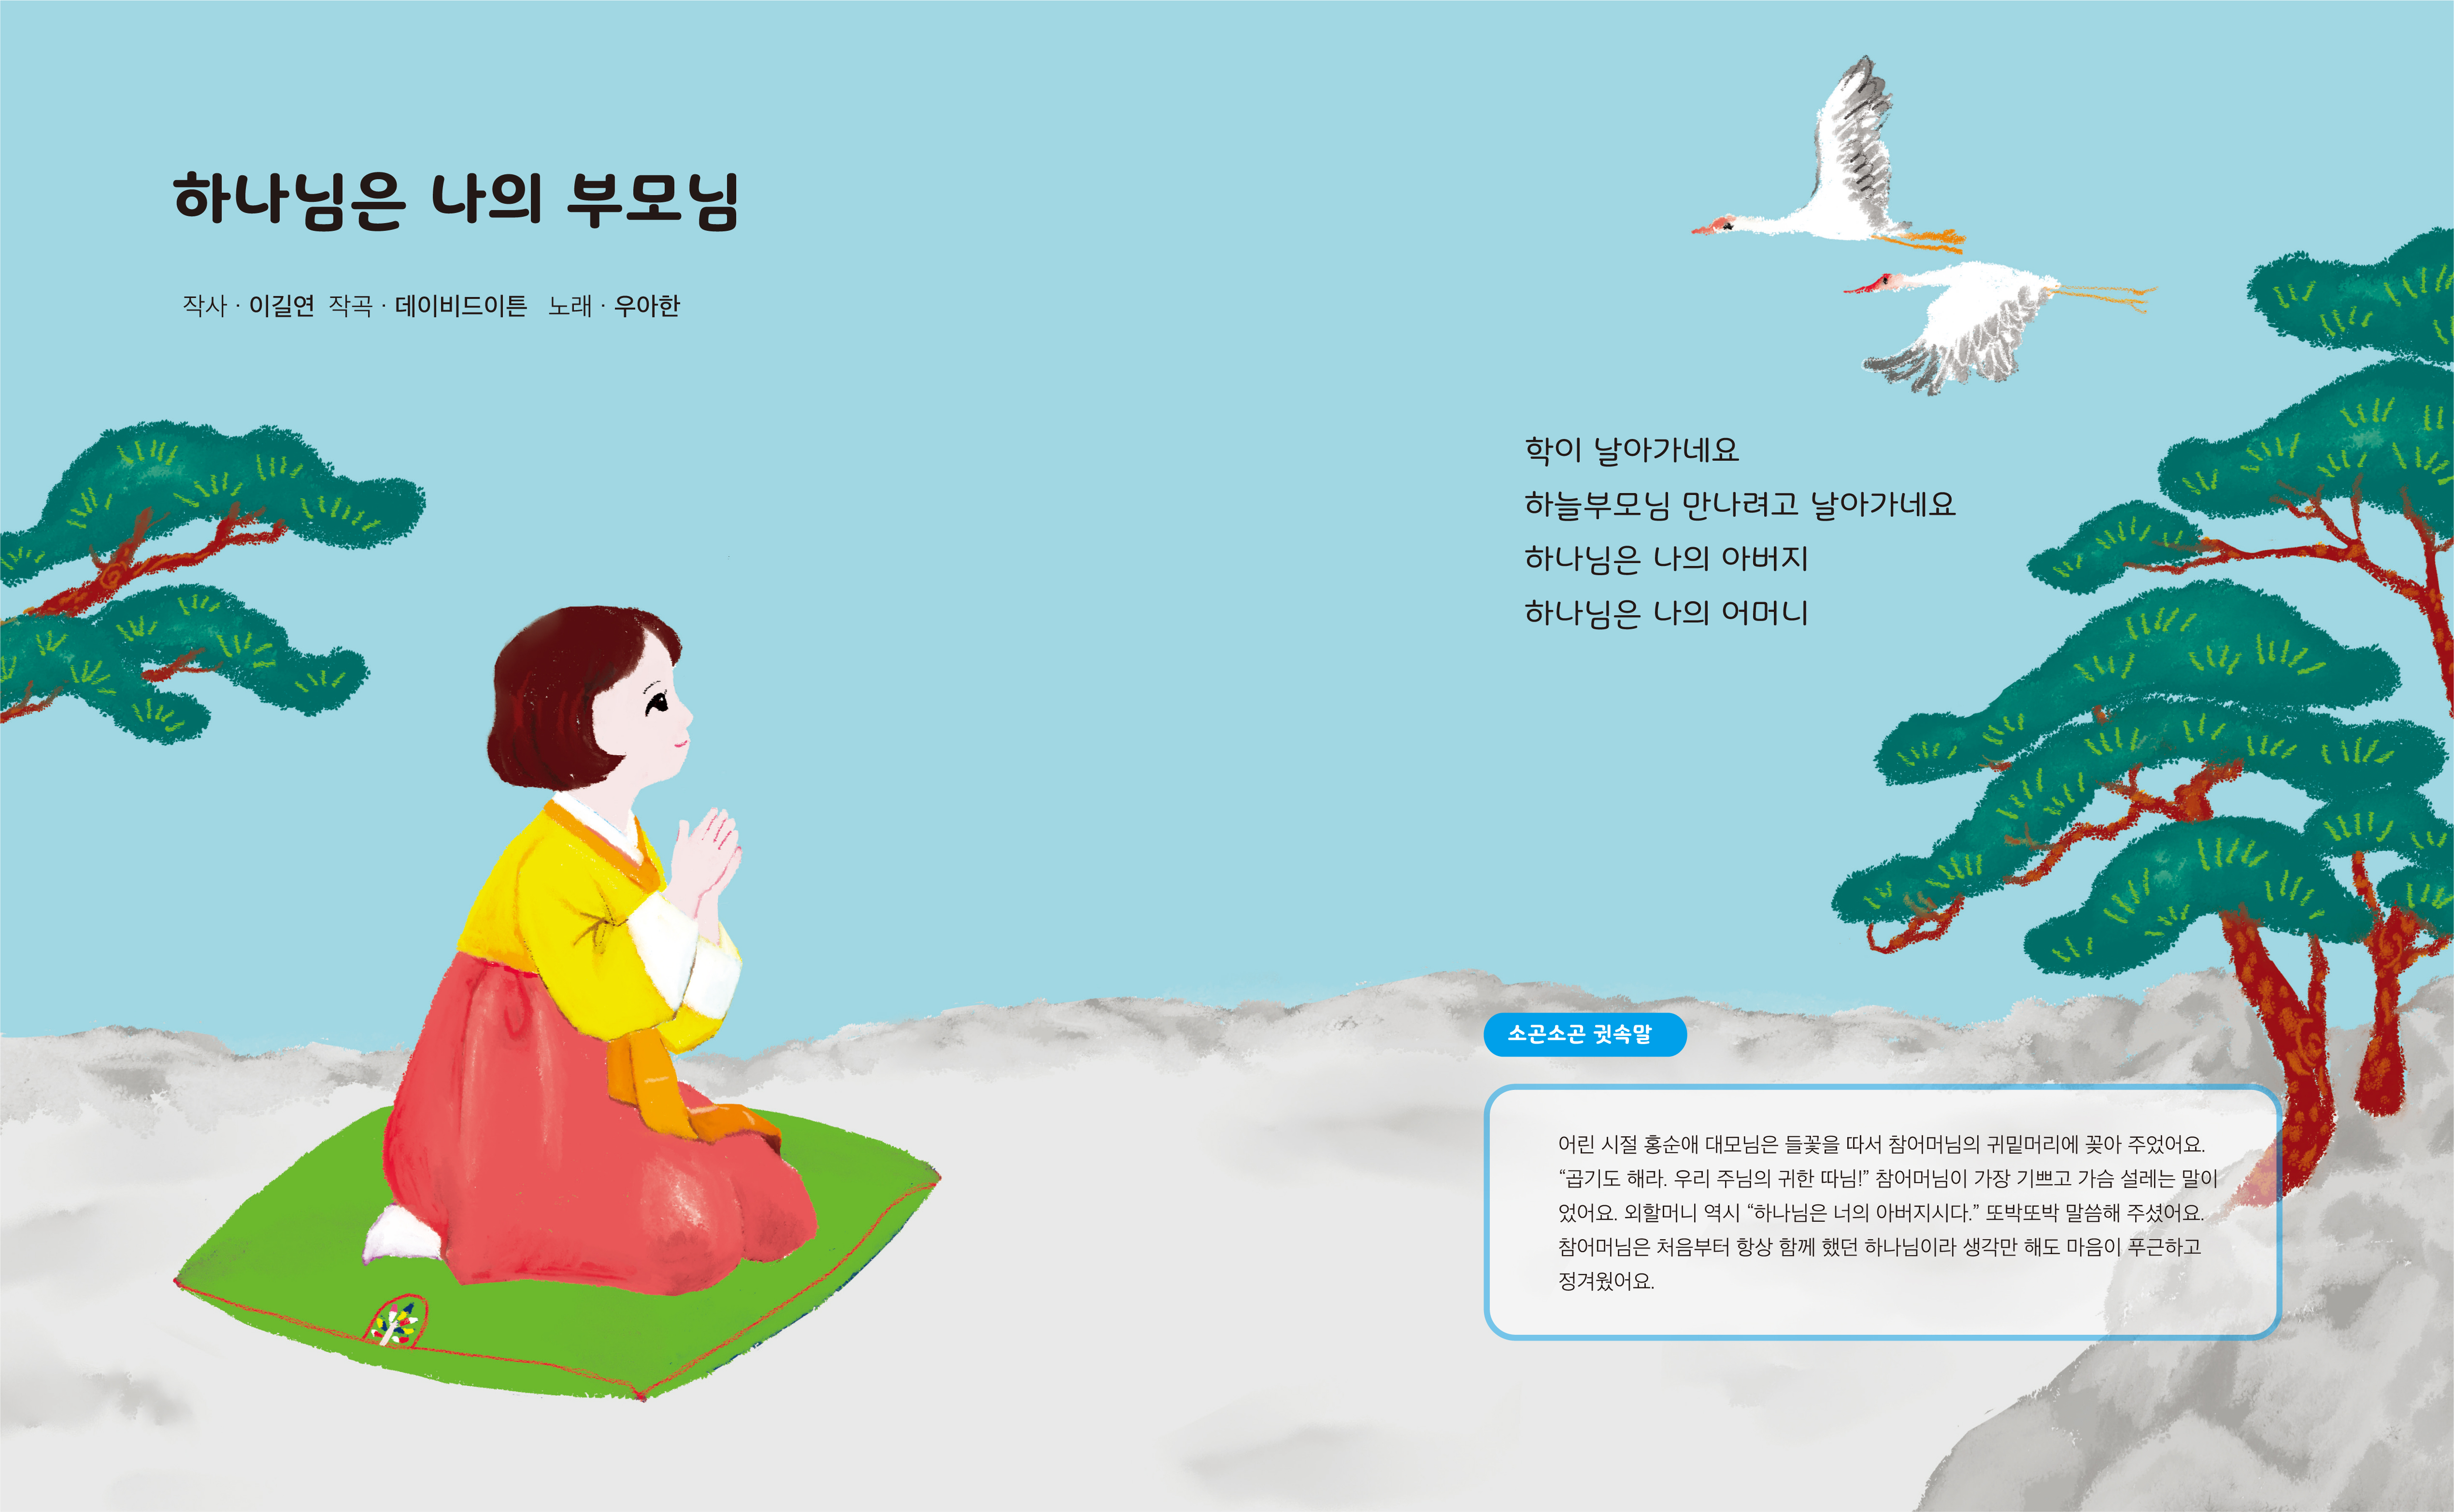 하나님은 나의 부모님
작사 · 이길연 작곡 · 데이비드이튼 노래 · 우아한
학이 날아가네요
하늘부모님 만나려고 날아가네요
하나님은 나의 아버지
하나님은 나의 어머니
소곤소곤 귓속말
어린 시절 홍순애 대모님은 들꽃을 따서 참어머님의 귀밑머리에 꽂아 주었어요.
“곱기도 해라. 우리 주님의 귀한 따님!” 참어머님이 가장 기쁘고 가슴 설레는 말이
었어요. 외할머니 역시 “하나님은 너의 아버지시다.” 또박또박 말씀해 주셨어요.
참어머님은 처음부터 항상 함께 했던 하나님이라 생각만 해도 마음이 푸근하고
정겨웠어요.